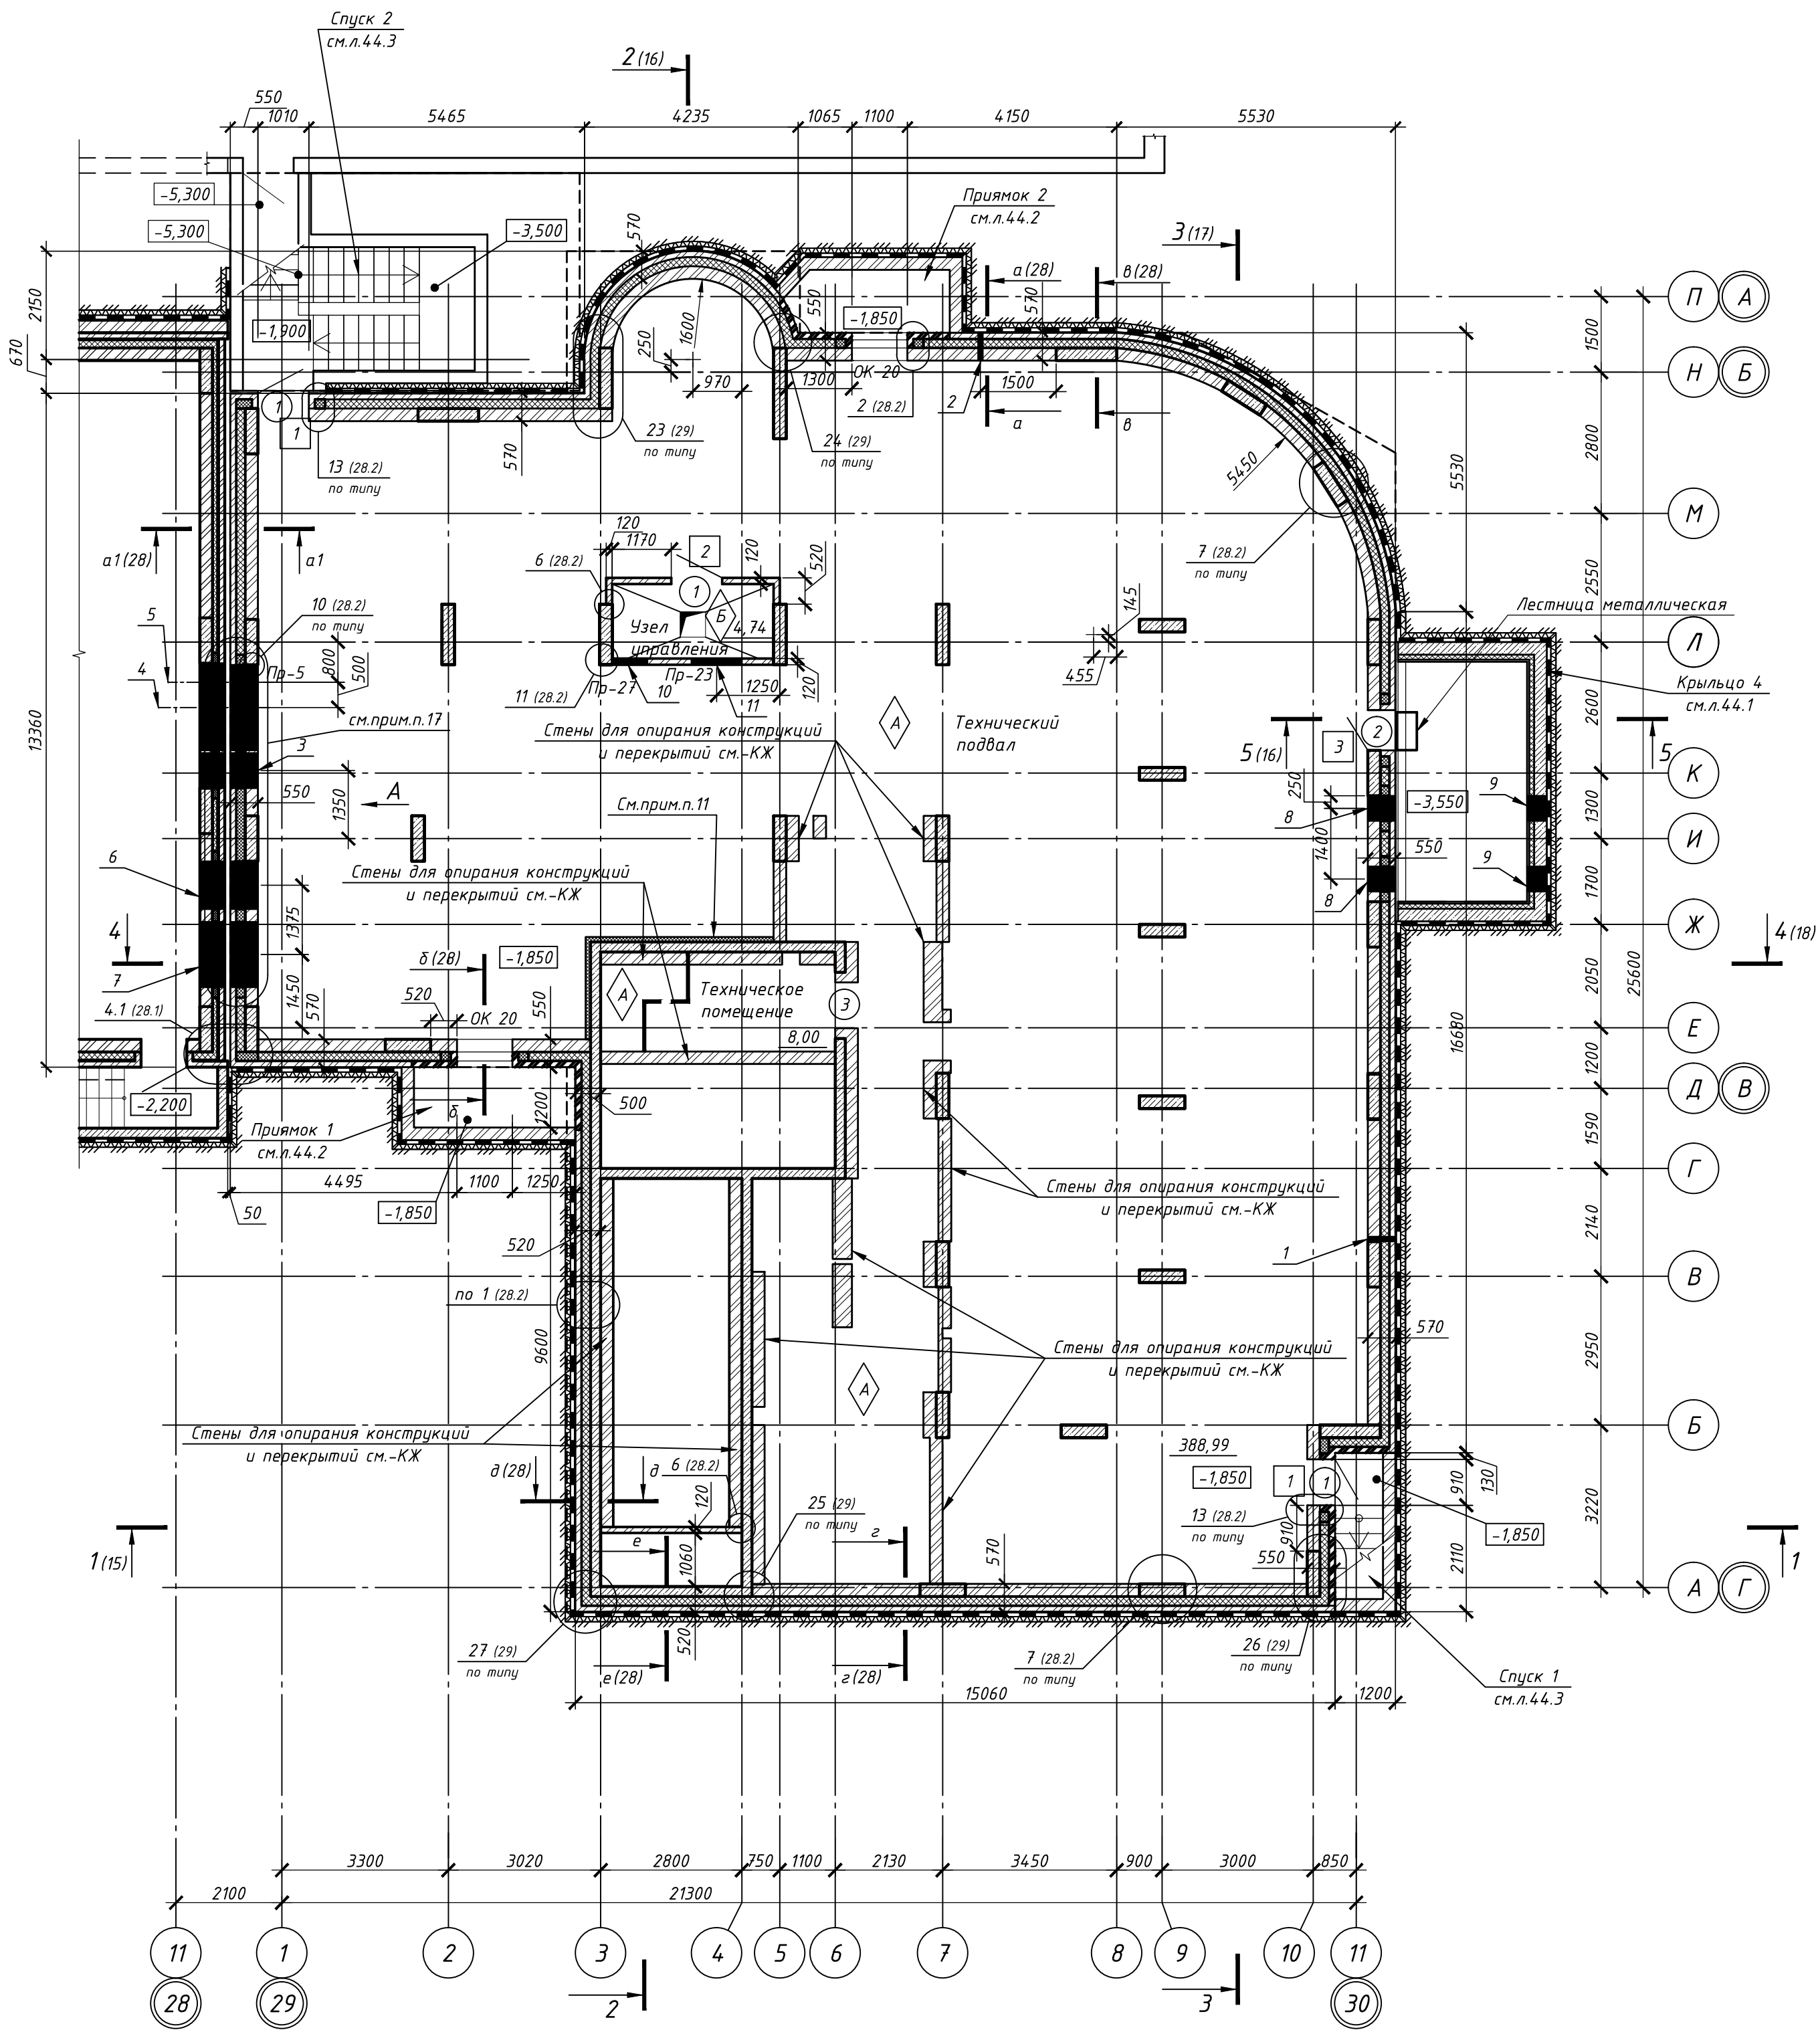 Спуск 2
см.л.44.3
2 (16)
550
1010
5465
4235
1065
1100
4150
5530
-5,300
-5,300
-3,500
-1,900
570
Приямок 2
см.л.44.2
3 (17)
а (28)
в (28)
570
550
-1,850
П
А
2150
670
1500
1600
250
970
1300
ОК 20
1500
Н
Б
1
1
13 (28.2)
по типу
570
23 (29)
по типу
24 (29)
по типу
2 (28.2)
2
а
в
5450
5530
2800
М
а1 (28)
а1
120
1170
2
120
520
6 (28.2)
1
Б
7 (28.2)
по типу
145
2550
Лестница металлическая
5
10 (28.2)
по типу
4
800
500
Пр-5
Узел
управления
4,74
455
Л
Пр-27
Пр-23
10
11
1250
120
11 (28.2)
Крыльцо 4
см.л.44.1
2600
13360
см.прим.п.17
3
Стены для опирания конструкций
и перекрытий см.-КЖ
А
Технический
подвал
5 (16)
3
2
5
К
550
А
1350
См.прим.п.11
250
-3,550
9
8
1300
И
1400
550
6
Стены для опирания конструкций
и перекрытий см.-КЖ
9
8
1700
1375
Ж
4
7
1450
570
4.1 (28.1)
δ (28)
-1,850
520
ОК 20
550
А
Техническое
помещение
3
8,00
4 (18)
2050
25600
16680
Е
1200
-2,200
δ
1200
500
Д
В
Приямок 1
см.л.44.2
1590
4495
1100
1250
50
-1,850
Стены для опирания конструкций
и перекрытий см.-КЖ
Г
2140
520
1
по 1 (28.2)
В
9600
Стены для опирания конструкций
и перекрытий см.-КЖ
570
2950
А
Стены для опирания конструкций
и перекрытий см.-КЖ
388,99
Б
д (28)
д
6 (28.2)
120
-1,850
1
1
910
130
25 (29)
по типу
13 (28.2)
по типу
-1,850
3220
1 (15)
е
1060
г
570
910
550
2110
1
А
Г
27 (29)
по типу
520
е (28)
г (28)
7 (28.2)
по типу
26 (29)
по типу
Спуск 1
см.л.44.3
15060
1200
3300
3020
2800
750
1100
2130
3450
900
3000
850
2100
21300
11
1
2
3
4
5
6
7
8
9
10
11
28
29
2
3
30